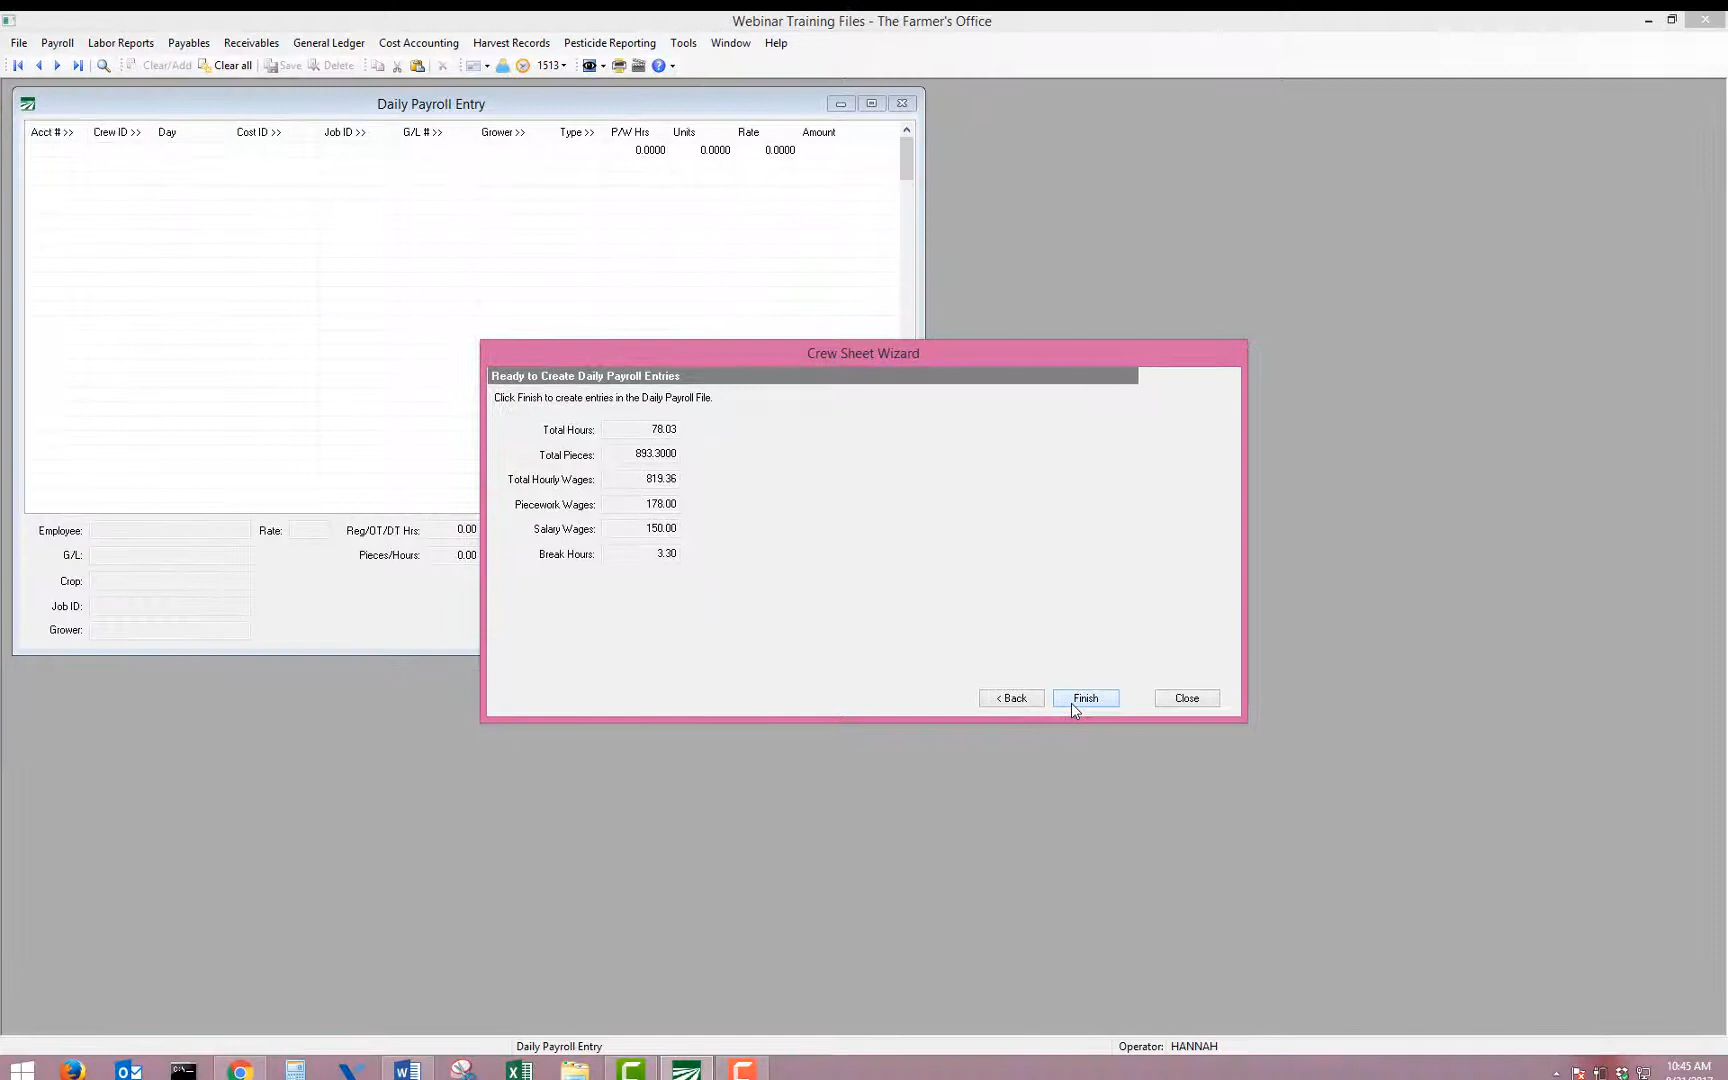 Webinar Training Files - The Farmer's Office
File Payroll Labor Reports Payables Receivables General Ledger Cost Accounting Harvest Records Pesticide Reporting Tools Window Help
Clear/Add Clear all Save Delete 1513
Daily Payroll Entry
Acct # >> Crew ID >> Day Cost ID >> Job ID >> G/L # >> Grower >> Type >> P/W Hrs Units Rate Amount
0.0000 0.0000 0.0000
Crew Sheet Wizard
Ready to Create Daily Payroll Entries
Click Finish to create entries in the Daily Payroll File.
Total Hours: 78.03
Total Pieces: 893.3000
Total Hourly Wages: 819.36
Piecework Wages: 178.00
Salary Wages: 150.00
Break Hours: 3.30
Employee: Rate: Reg/OT/DT Hrs: 0.00
G/L: Pieces/Hours: 0.00
Crop:
Job ID:
Grower:
< Back Finish Close
Daily Payroll Entry Operator: HANNAH
10:45 AM